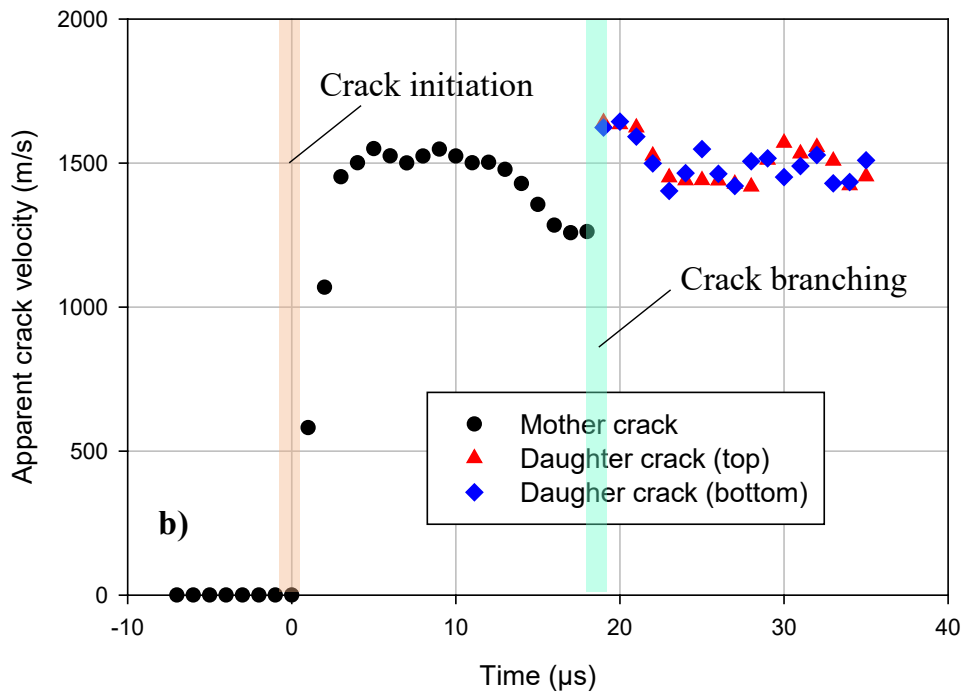 2000
1500
1000
500
0
-10
0
10
20
30
40
Apparent crack velocity (m/s)
Time (µs)
Crack initiation
Crack branching
Mother crack
Daughter crack (top)
Daugher crack (bottom)
b)